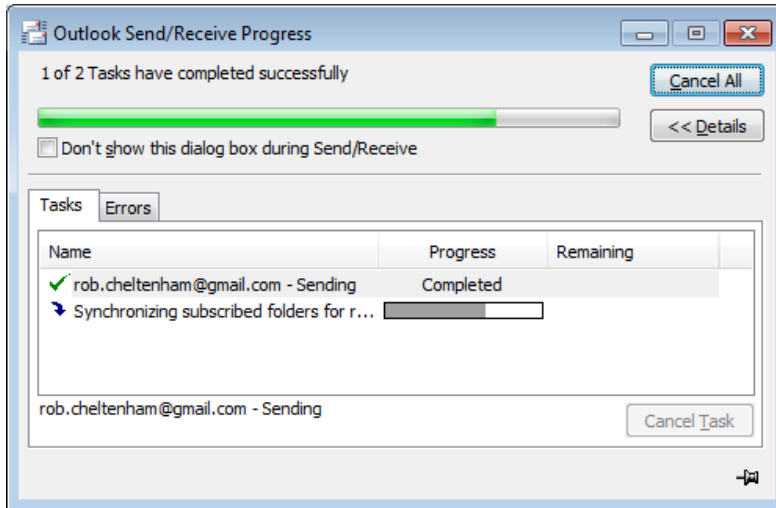 Outlook Send/Receive Progress
1 of 2 Tasks have completed successfully
Cancel All
<< Details
Don't show this dialog box during Send/Receive
Tasks Errors
Name Progress Remaining
rob.cheltenham@gmail.com - Sending Completed
Synchronizing subscribed folders for r...
rob.cheltenham@gmail.com - Sending
Cancel Task